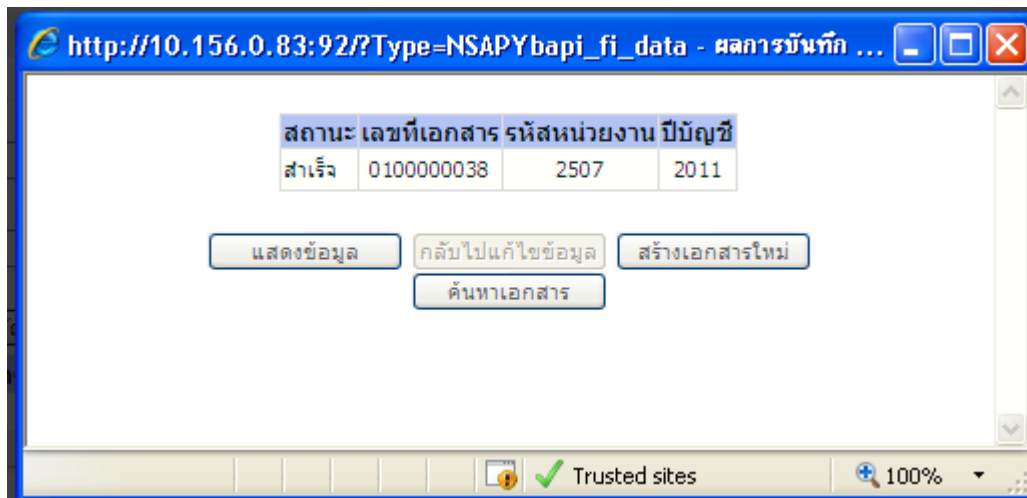 http://10.156.0.83:92/?Type=NSAPYbapi_fi_data - ผลการบันทึก ...
สถานะ เลขที่เอกสาร รหัสหน่วยงาน ปีบัญชี
สำเร็จ 0100000038 2507 2011
แสดงข้อมูล กลับไปแก้ไขข้อมูล สร้างเอกสารใหม่
ค้นหาเอกสาร
Trusted sites 100%